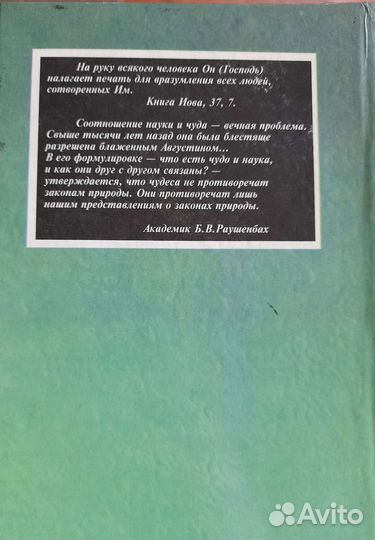 На руку всякого человека Он (Господь)
налагает печать для вразумления всех людей,
сотворенных Им.
Книга Иова, 37, 7.
Соотношение науки и чуда — вечная проблема.
Свыше тысячи лет назад она была блестяще
разрешена блаженным Августином...
В его формулировке — что есть чудо и наука,
и как они друг с другом связаны? —
утверждается, что чудеса не противоречат
законам природы. Они противоречат лишь
нашим представлениям о законах природы.
Академик Б.В.Раушенбах
Avito